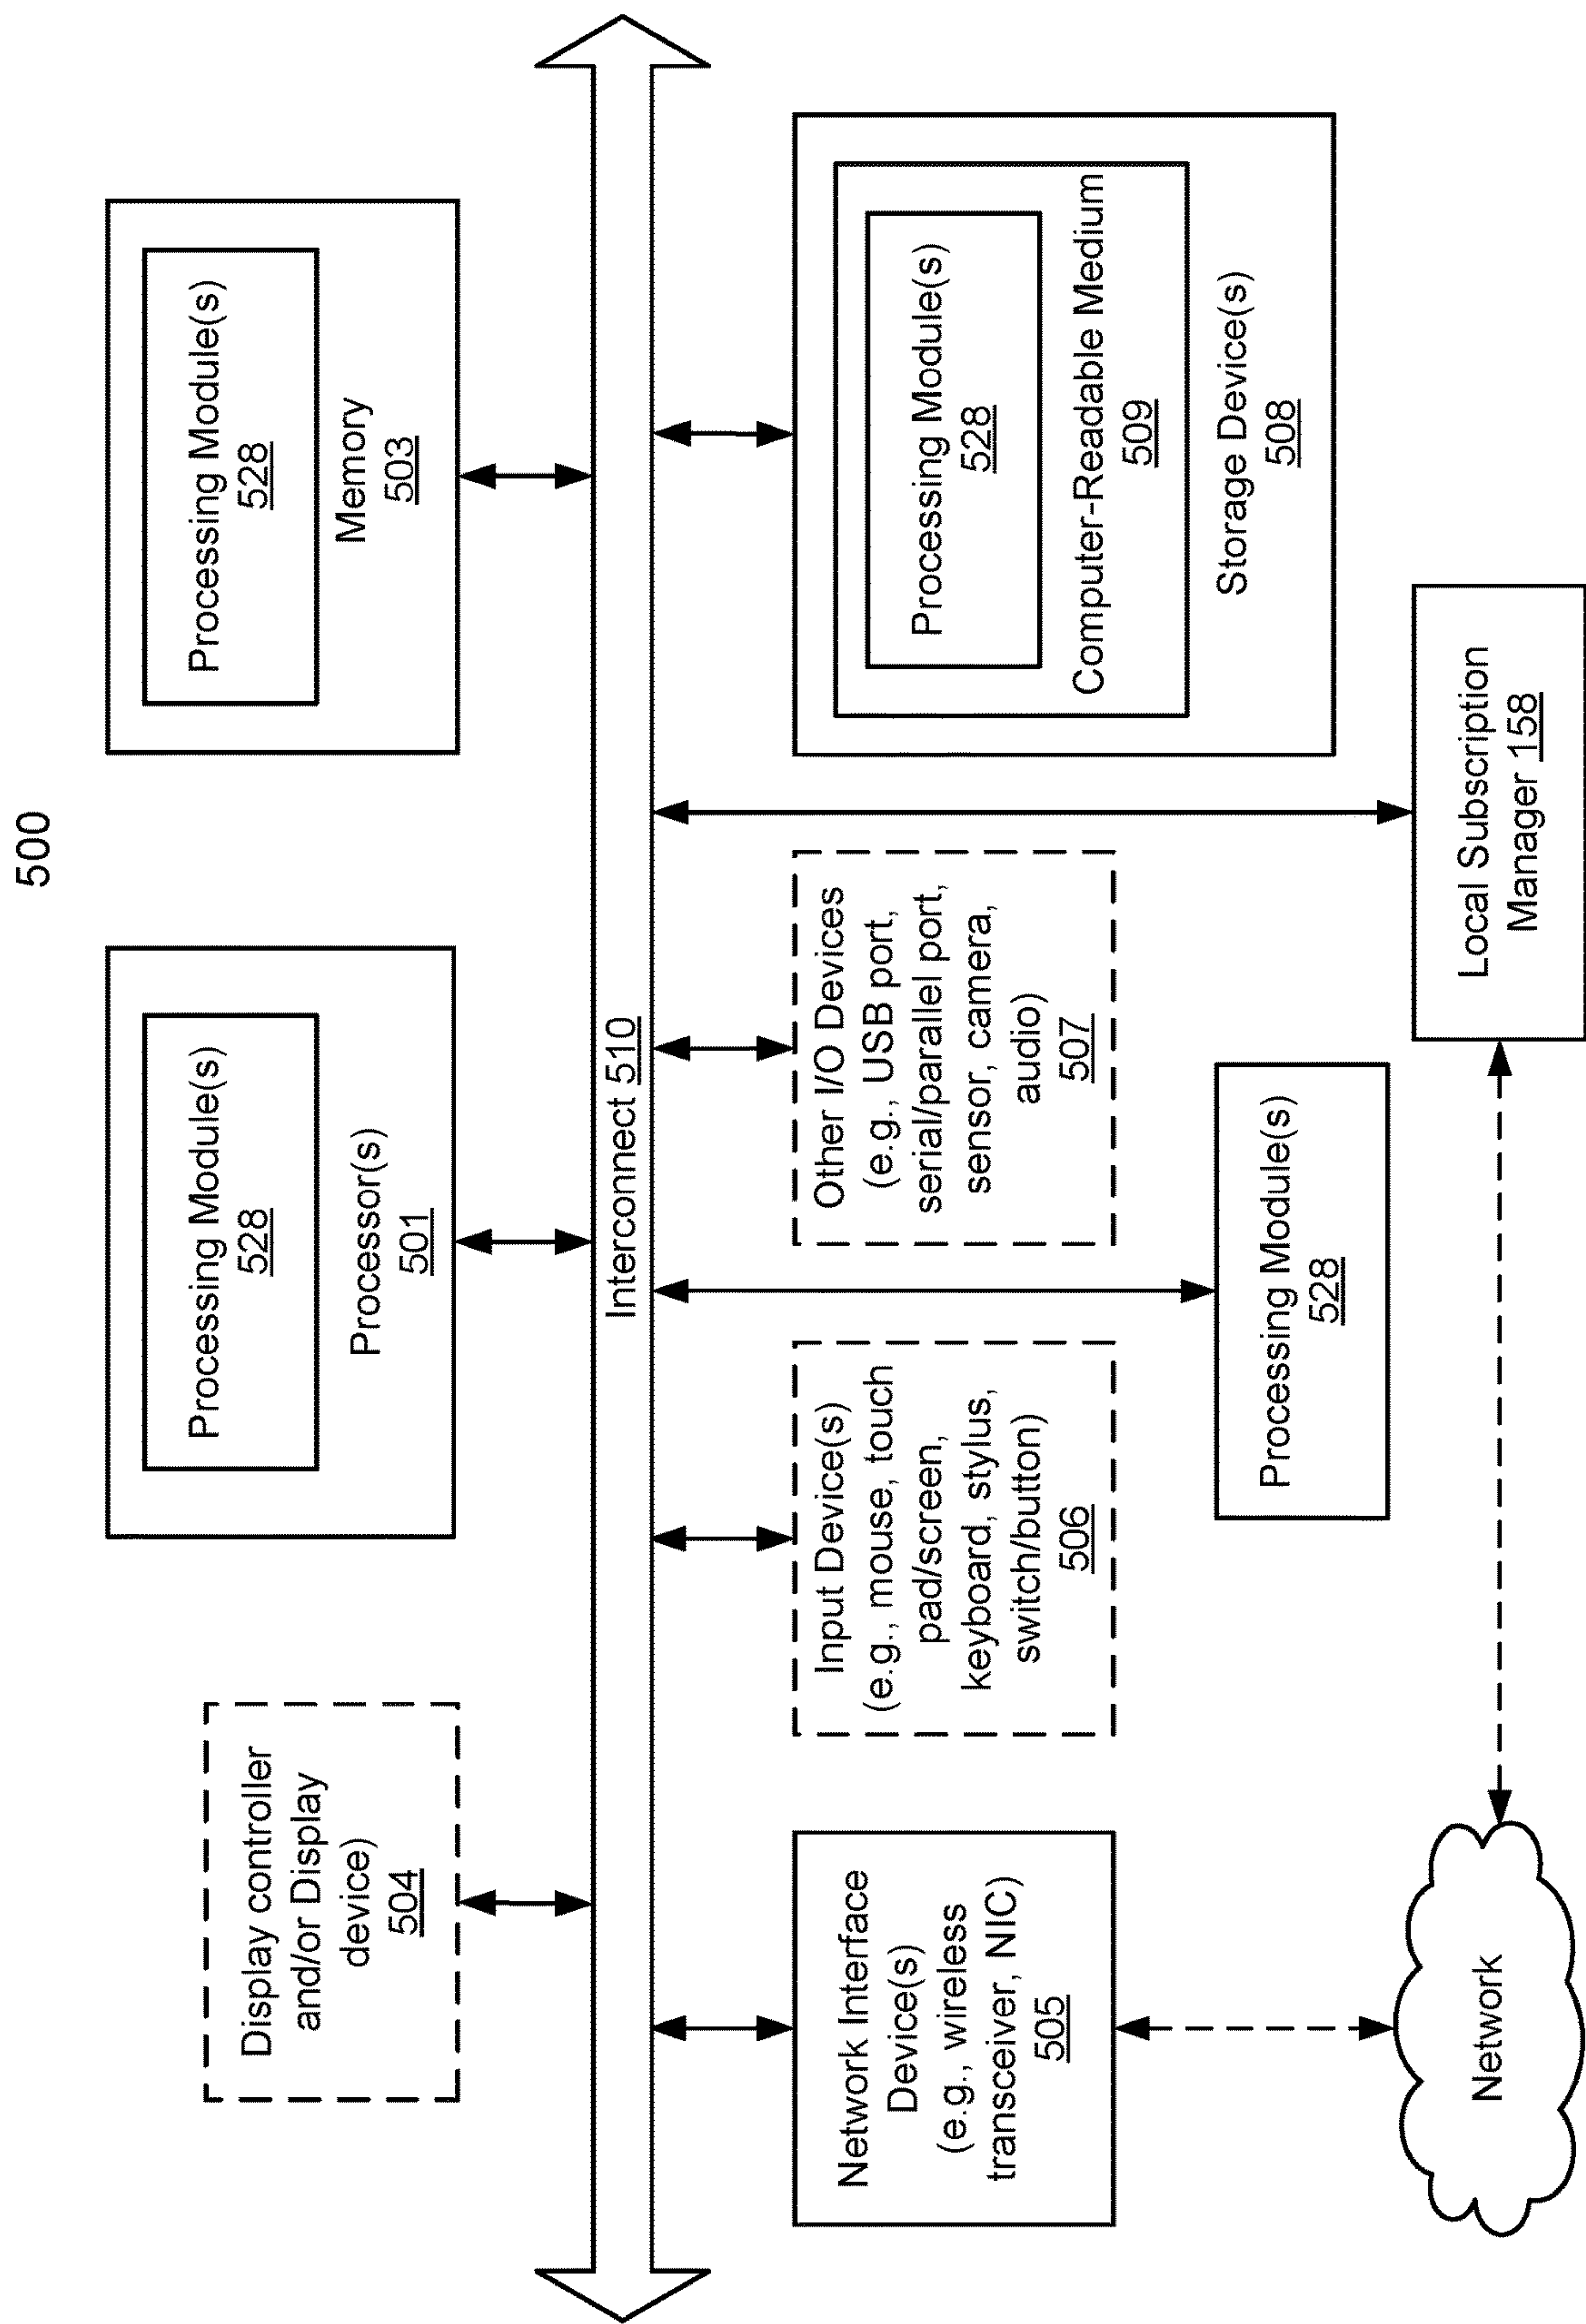 500
Display controller
and/or Display
device)
504
Processing Module(s)
528
Processor(s)
501
Processing Module(s)
528
Memory
503
Interconnect 510
Network Interface
Device(s)
(e.g., wireless
transceiver, NIC)
505
Input Device(s)
(e.g., mouse, touch
pad/screen,
keyboard, stylus,
switch/button)
506
Other I/O Devices
(e.g., USB port,
serial/parallel port,
sensor, camera,
audio)
507
Processing Module(s)
528
Computer-Readable Medium
509
Storage Device(s)
508
Processing Module(s)
528
Local Subscription
Manager 158
Network